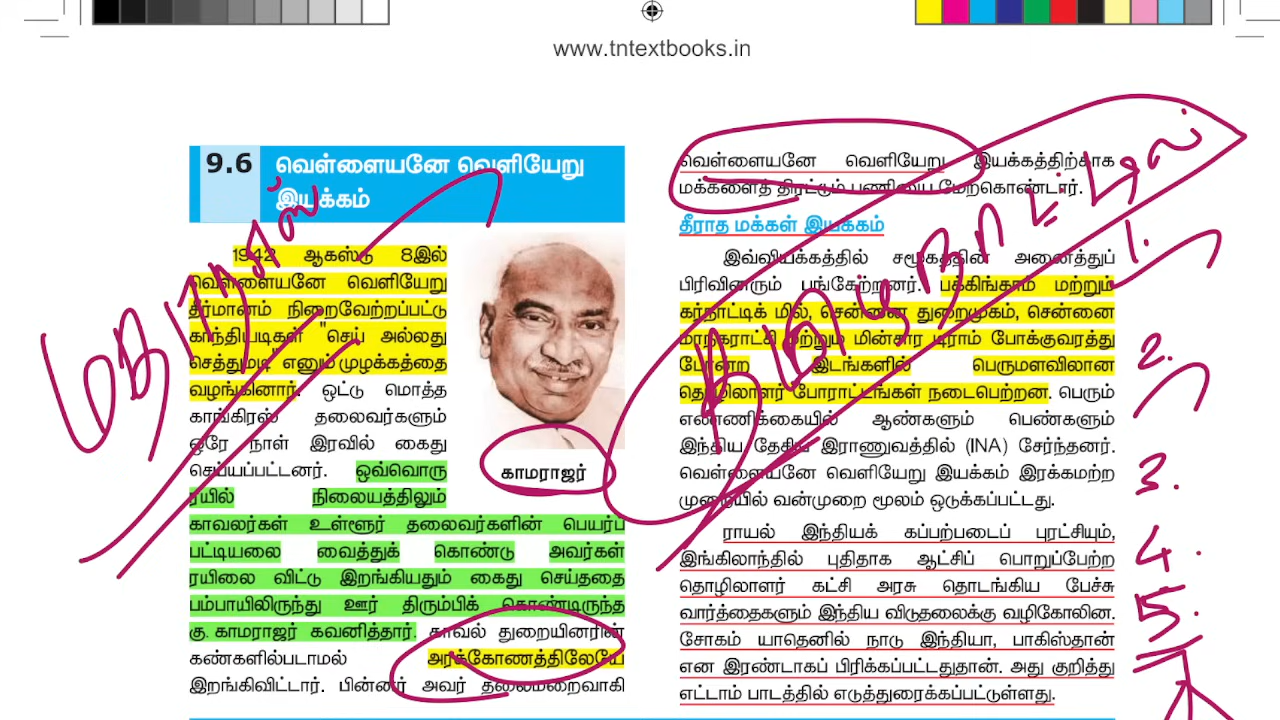 www.tntextbooks.in
9.6 வெள்ளையனே வெளியேறு
இயக்கம்
1942 ஆகஸ்டு 8இல்
வெள்ளையனே வெளியேறு
தீர்மானம் நிறைவேற்றப்பட்டு
காந்தியடிகள் "செய் அல்லது
செத்துமடி" எனும் முழக்கத்தை
வழங்கினார். ஒட்டு மொத்த
காங்கிரஸ் தலைவர்களும்
ஒரே நாள் இரவில் கைது
செய்யப்பட்டனர். ஒவ்வொரு
ரயில் நிலையத்திலும்
காவலர்கள் உள்ளூர் தலைவர்களின் பெயர்ப்
பட்டியலை வைத்துக் கொண்டு அவர்கள்
ரயிலை விட்டு இறங்கியதும் கைது செய்ததை
பம்பாயிலிருந்து ஊர் திரும்பிக் கொண்டிருந்த
கு. காமராஜர் கவனித்தார். காவல் துறையினரின்
கண்களில்படாமல் அரக்கோணத்திலேயே
இறங்கிவிட்டார். பின்னர் அவர் தலைமறைவாகி
காமராஜர்
வெள்ளையனே வெளியேறு இயக்கத்திற்காக
மக்களைத் திரட்டும் பணியை மேற்கொண்டார்.
தீராத மக்கள் இயக்கம்
இவ்வியக்கத்தில் சமூகத்தின் அனைத்துப்
பிரிவினரும் பங்கேற்றனர். பக்கிங்காம் மற்றும்
கர்நாட்டிக் மில், சென்னை துறைமுகம், சென்னை
மாநகராட்சி மற்றும் மின்சார டிராம் போக்குவரத்து
போன்ற இடங்களில் பெருமளவிலான
தொழிலாளர் போராட்டங்கள் நடைபெற்றன. பெரும்
எண்ணிக்கையில் ஆண்களும் பெண்களும்
இந்திய தேசிய இராணுவத்தில் (INA) சேர்ந்தனர்.
வெள்ளையனே வெளியேறு இயக்கம் இரக்கமற்ற
முறையில் வன்முறை மூலம் ஒடுக்கப்பட்டது.
ராயல் இந்தியக் கப்பற்படைப் புரட்சியும்,
இங்கிலாந்தில் புதிதாக ஆட்சிப் பொறுப்பேற்ற
தொழிலாளர் கட்சி அரசு தொடங்கிய பேச்சு
வார்த்தைகளும் இந்திய விடுதலைக்கு வழிகோலின.
சோகம் யாதெனில் நாடு இந்தியா, பாகிஸ்தான்
என இரண்டாகப் பிரிக்கப்பட்டதுதான். அது குறித்து
எட்டாம் பாடத்தில் எடுத்துரைக்கப்பட்டுள்ளது.
1.
2.
3.
4.
5.